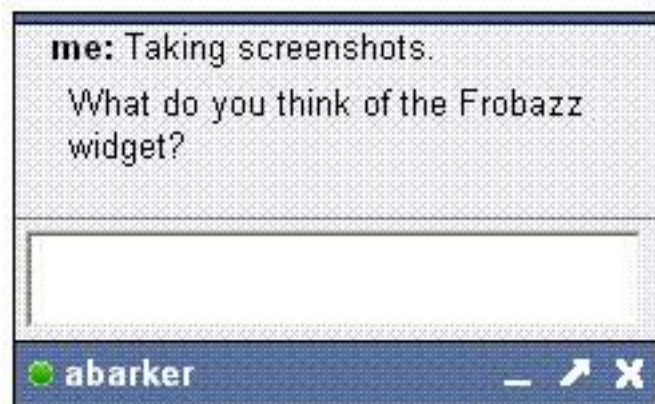 me: Taking screenshots.
What do you think of the Frobazz
widget?
abarker